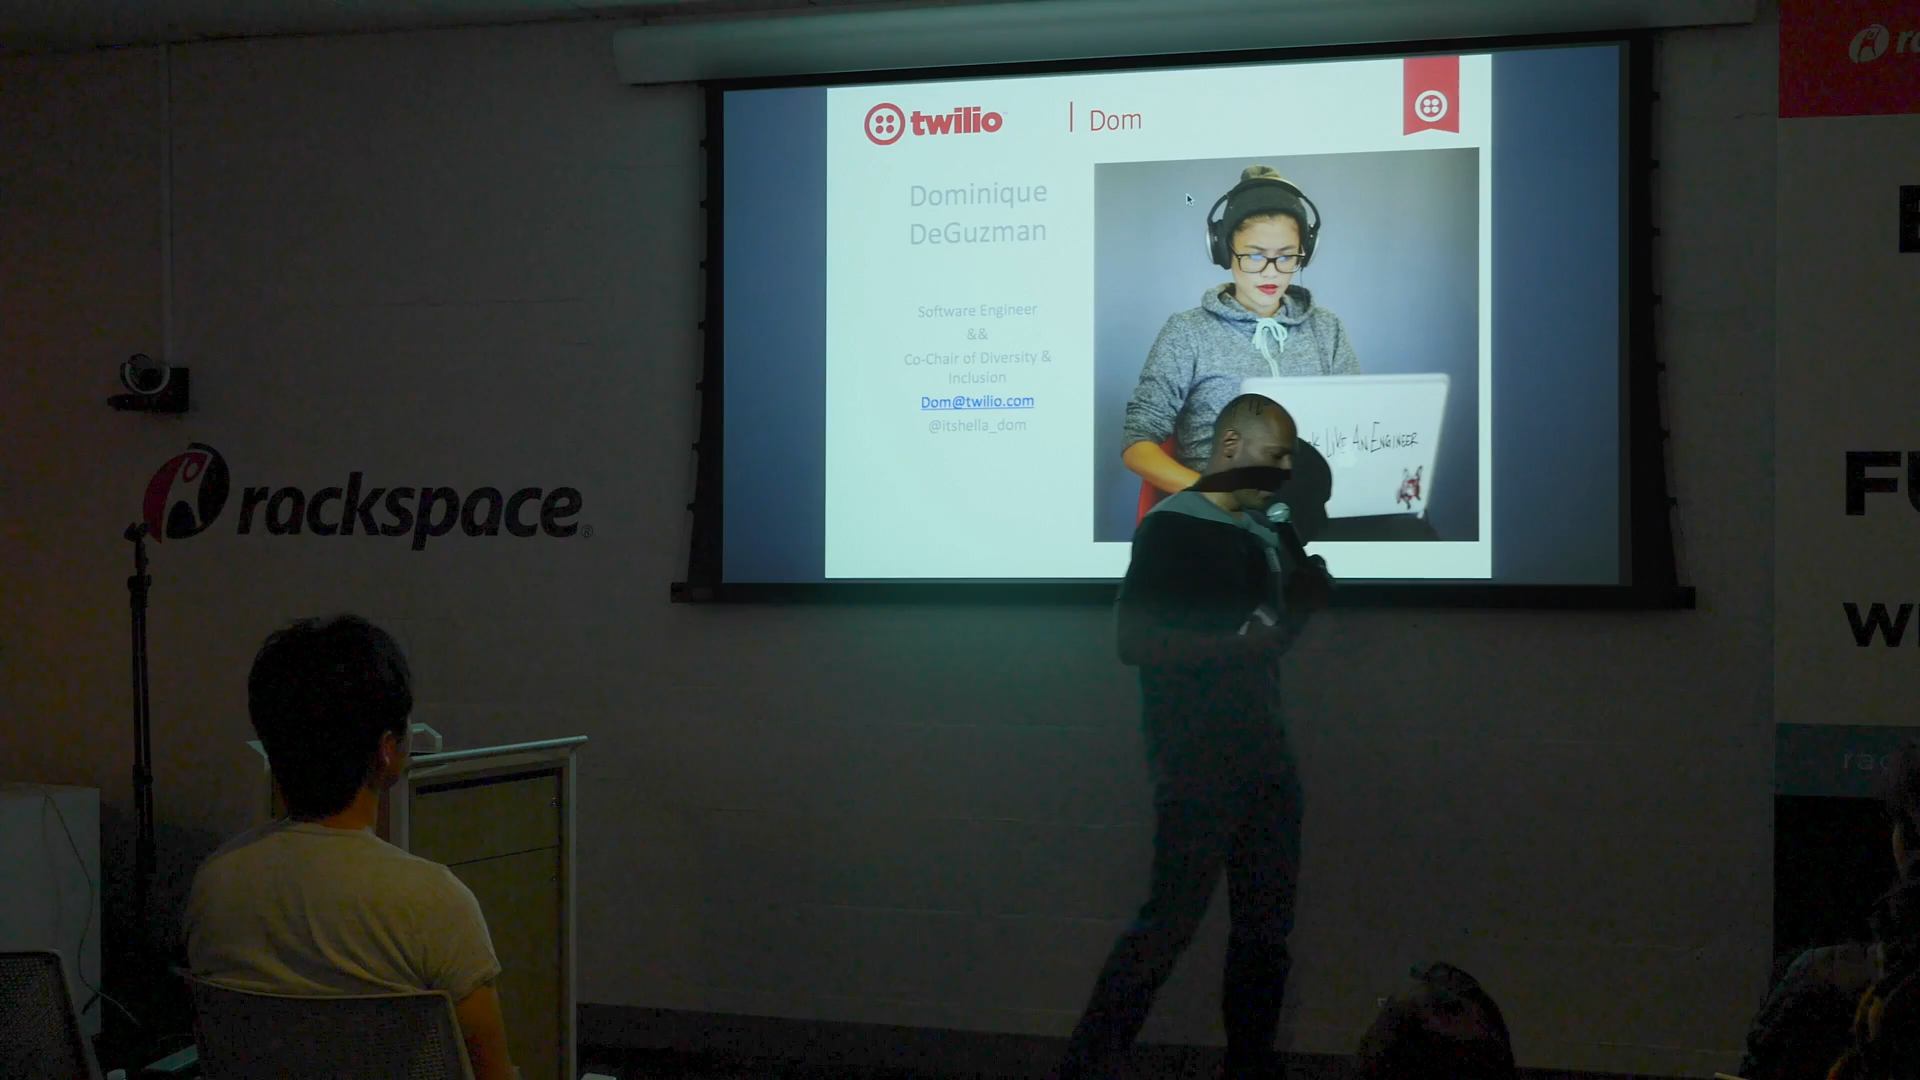 twilio
| Dom
Dominique
DeGuzman
Software Engineer
&&
Co-Chair of Diversity &
Inclusion
Dom@twilio.com
@itshella_dom
Like An Engineer
rackspace®